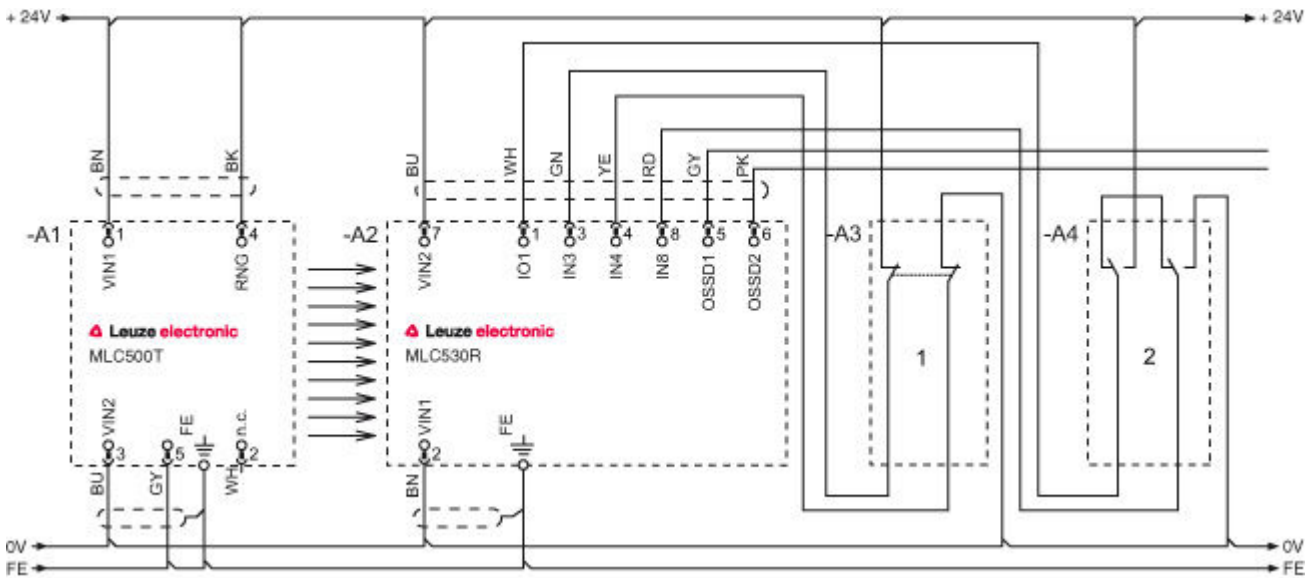 + 24V + 24V
BN BK BU WH GN YE RD GY PK
-A1 1 4 -A2 7 1 3 4 8 5 6 -A3 -A4
VIN1 RNG VIN2 IO1 IN3 IN4 IN8 OSSD1 OSSD2
Leuze electronic Leuze electronic
MLC500T MLC530R 1 2
VIN2 FE n.c. VIN1 FE
3 5 2 2
BU GY WH BN
0V 0V
FE FE